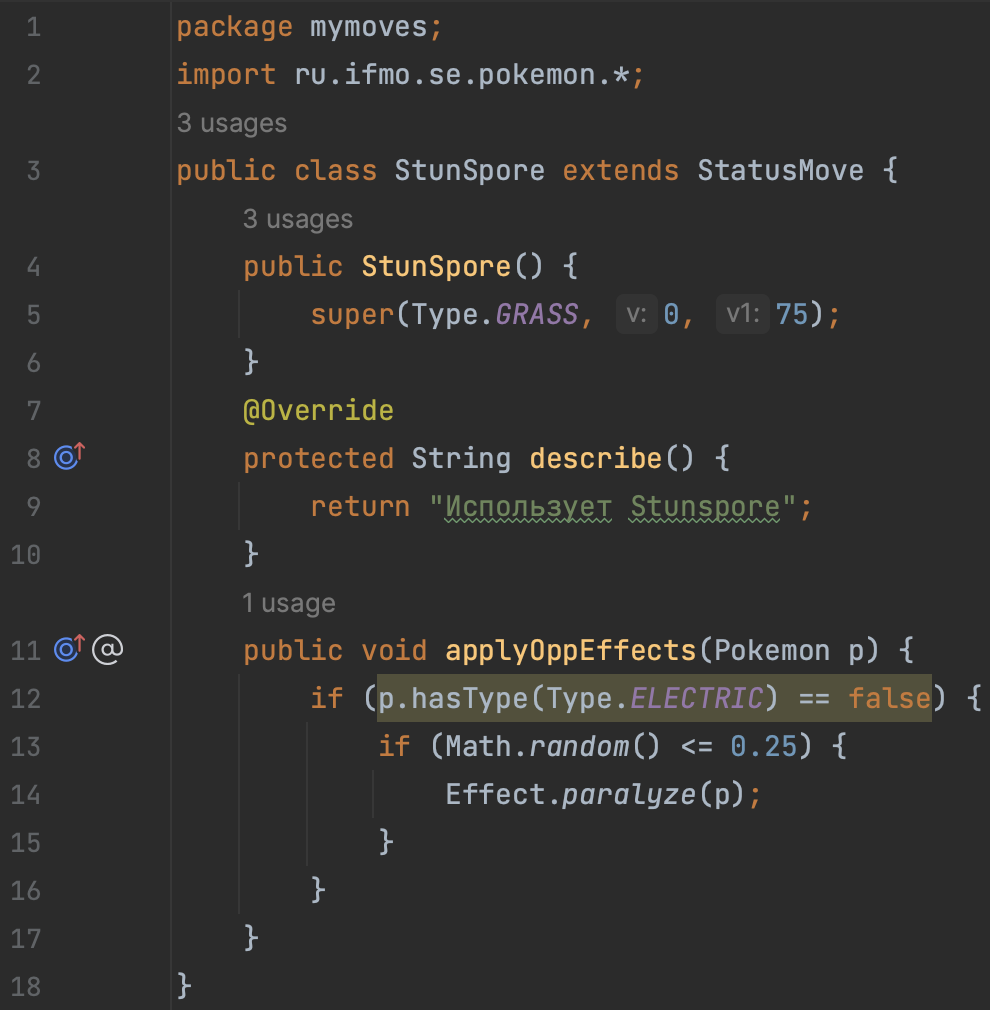 1 package mymoves;
2 import ru.ifmo.se.pokemon.*;
3 usages
3 public class StunSpore extends StatusMove {
3 usages
4 public StunSpore() {
5 super(Type.GRASS, v: 0, v1: 75);
6 }
7 @Override
8 protected String describe() {
9 return "Использует Stunspore";
10 }
1 usage
11 @ public void applyOppEffects(Pokemon p) {
12 if (p.hasType(Type.ELECTRIC) == false) {
13 if (Math.random() <= 0.25) {
14 Effect.paralyze(p);
15 }
16 }
17 }
18 }